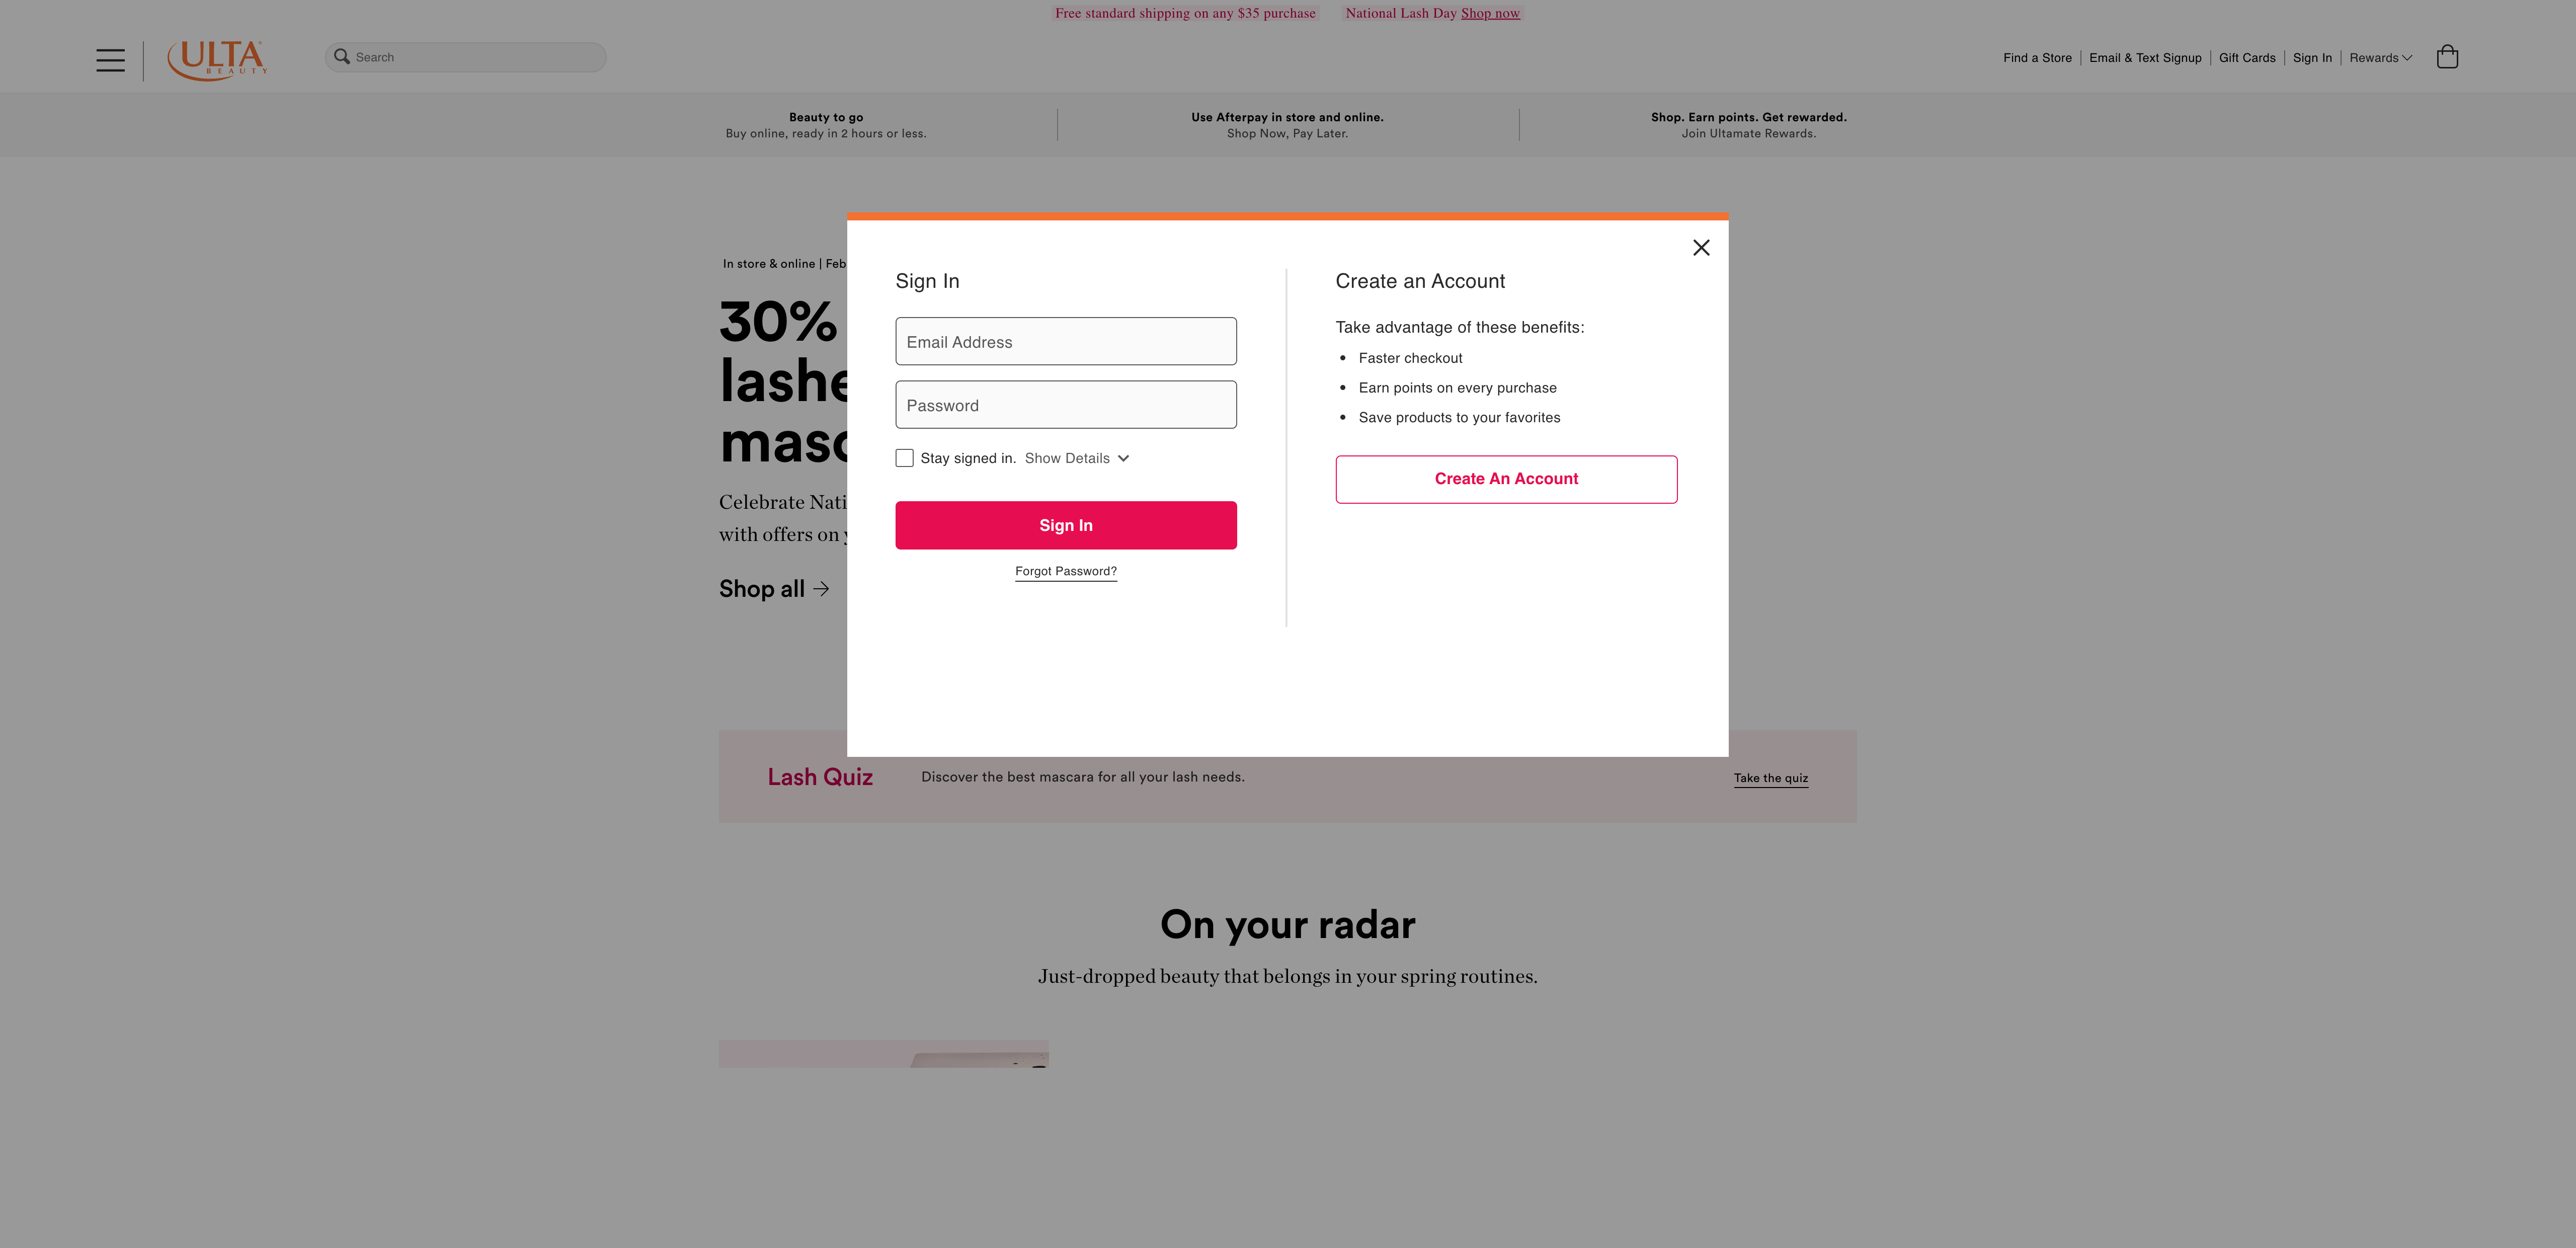 Free standard shipping on any $35 purchase National Lash Day Shop now
ULTA
BEAUTY
Search
Find a Store
Email & Text Signup
Gift Cards
Sign In
Rewards
Beauty to go
Buy online, ready in 2 hours or less.
Use Afterpay in store and online.
Shop Now, Pay Later.
Shop. Earn points. Get rewarded.
Join Ultamate Rewards.
In store & online | Feb
30%
lashe
masc
Celebrate Nati
with offers on y
Shop all
Sign In
Email Address
Password
Stay signed in. Show Details
Sign In
Forgot Password?
Create an Account
Take advantage of these benefits:
Faster checkout
Earn points on every purchase
Save products to your favorites
Create An Account
Lash Quiz
Discover the best mascara for all your lash needs.
Take the quiz
On your radar
Just-dropped beauty that belongs in your spring routines.